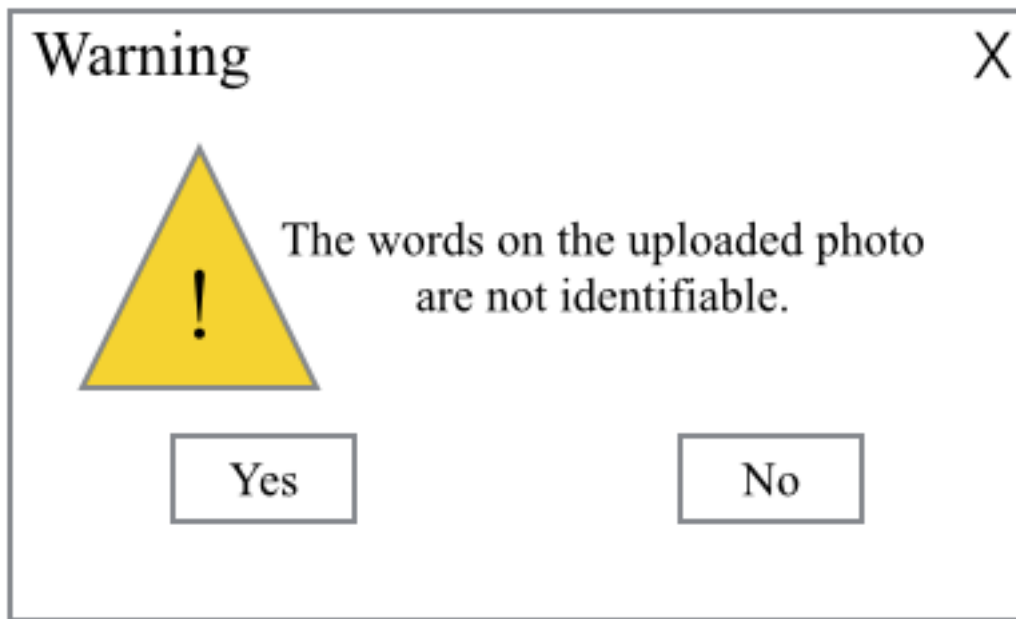 Warning X
!
The words on the uploaded photo
are not identifiable.
Yes No